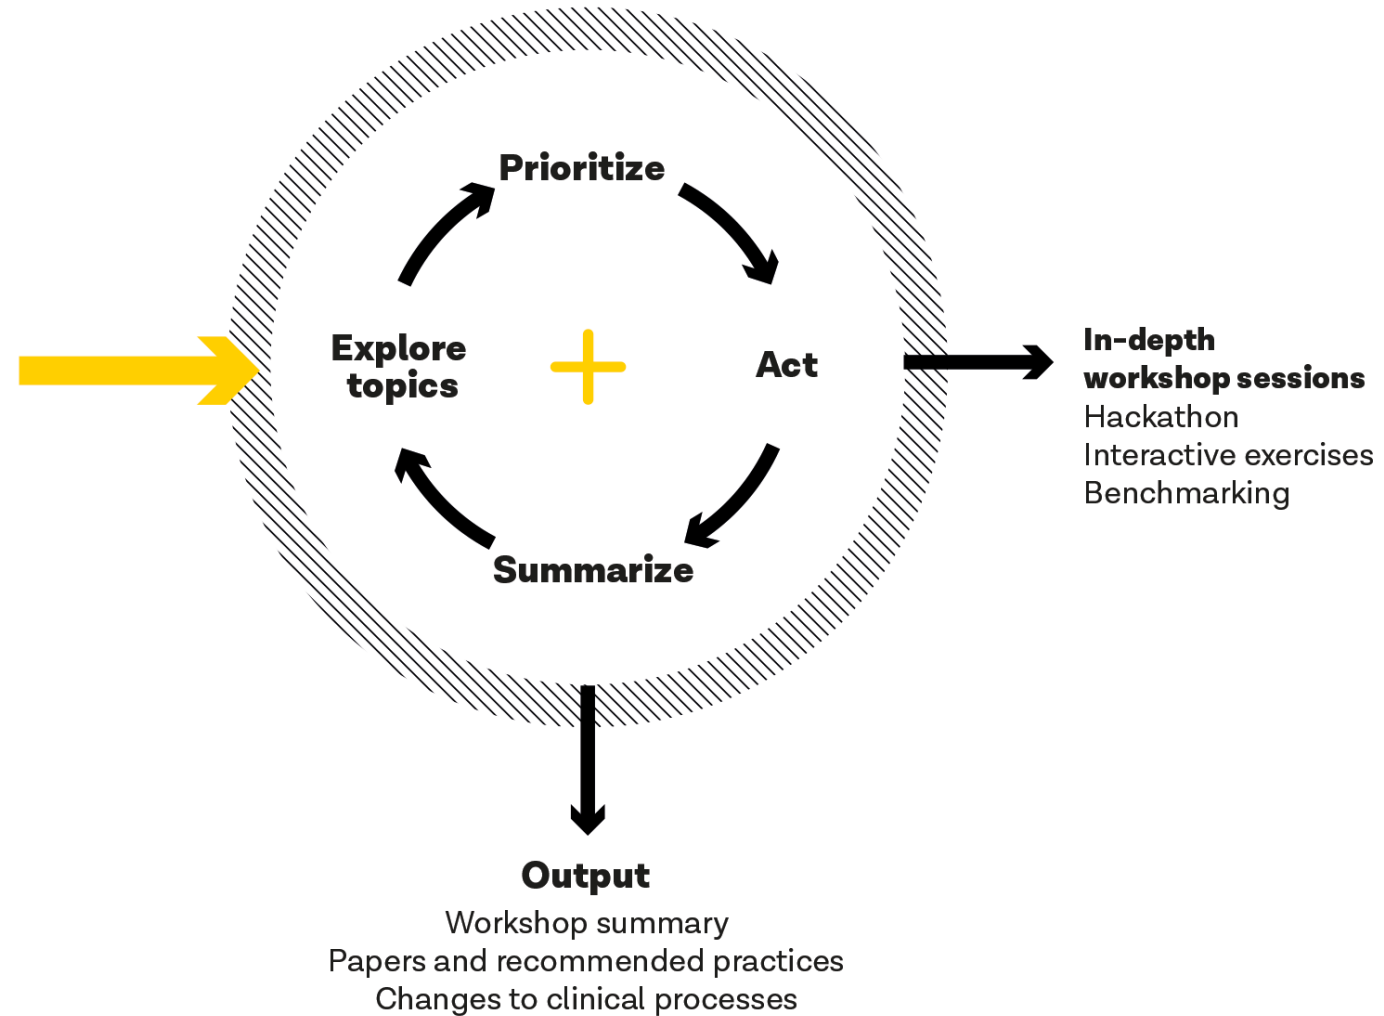 Prioritize
Explore
topics
Act
Summarize
In-depth
workshop sessions
Hackathon
Interactive exercises
Benchmarking
Output
Workshop summary
Papers and recommended practices
Changes to clinical processes